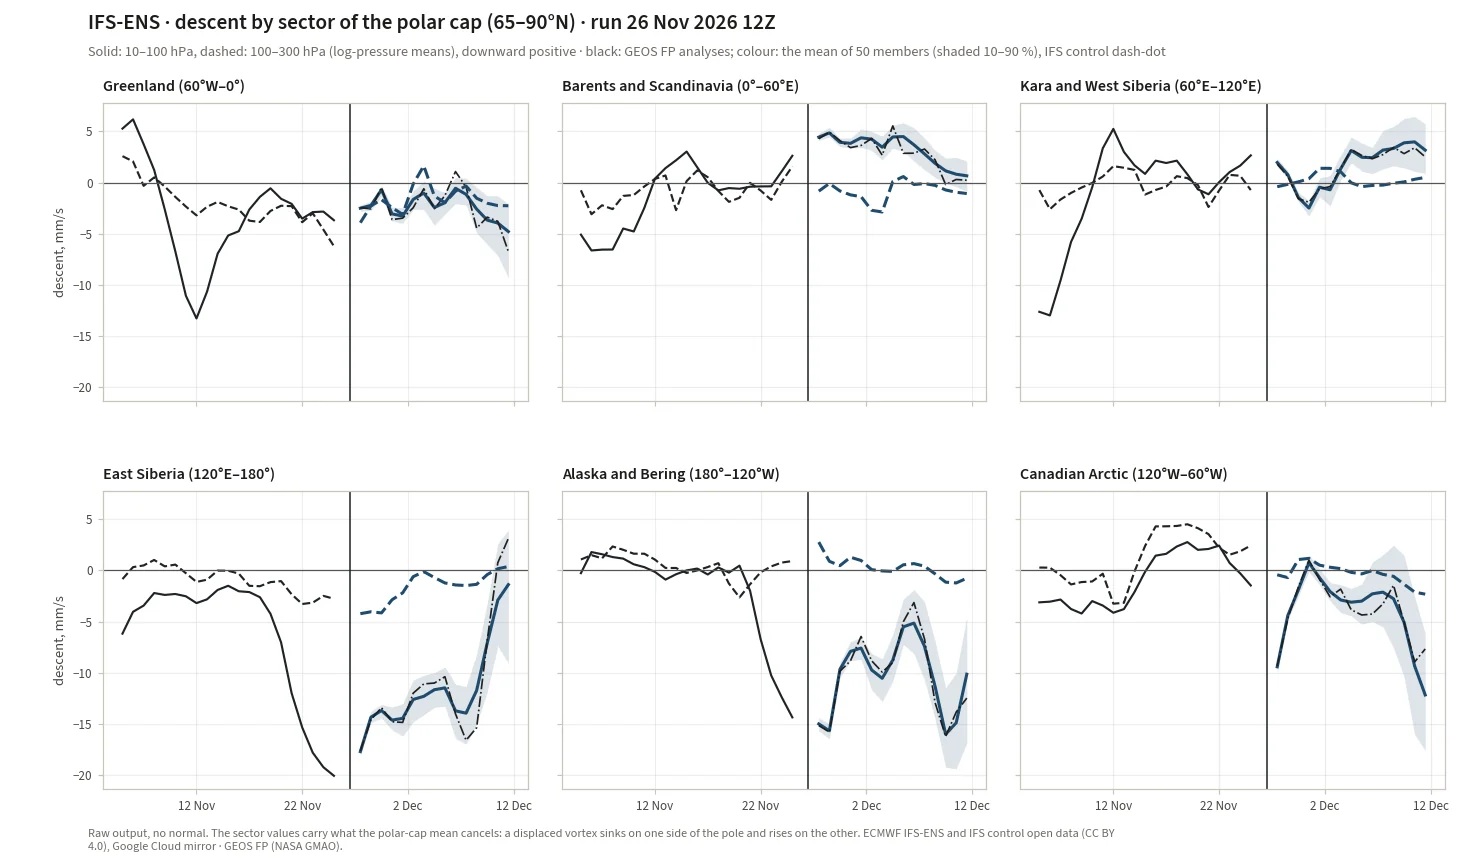 IFS-ENS · descent by sector of the polar cap (65–90°N) · run 26 Nov 2026 12Z
Solid: 10–100 hPa, dashed: 100–300 hPa (log-pressure means), downward positive · black: GEOS FP analyses; colour: the mean of 50 members (shaded 10–90 %), IFS control dash-dot
Greenland (60°W–0°)
Barents and Scandinavia (0°–60°E)
Kara and West Siberia (60°E–120°E)
5
0
−5
−10
−15
−20
descent, mm/s
East Siberia (120°E–180°)
Alaska and Bering (180°–120°W)
Canadian Arctic (120°W–60°W)
5
0
−5
−10
−15
−20
descent, mm/s
12 Nov
22 Nov
2 Dec
12 Dec
12 Nov
22 Nov
2 Dec
12 Dec
12 Nov
22 Nov
2 Dec
12 Dec
Raw output, no normal. The sector values carry what the polar-cap mean cancels: a displaced vortex sinks on one side of the pole and rises on the other. ECMWF IFS-ENS and IFS control open data (CC BY
4.0), Google Cloud mirror · GEOS FP (NASA GMAO).